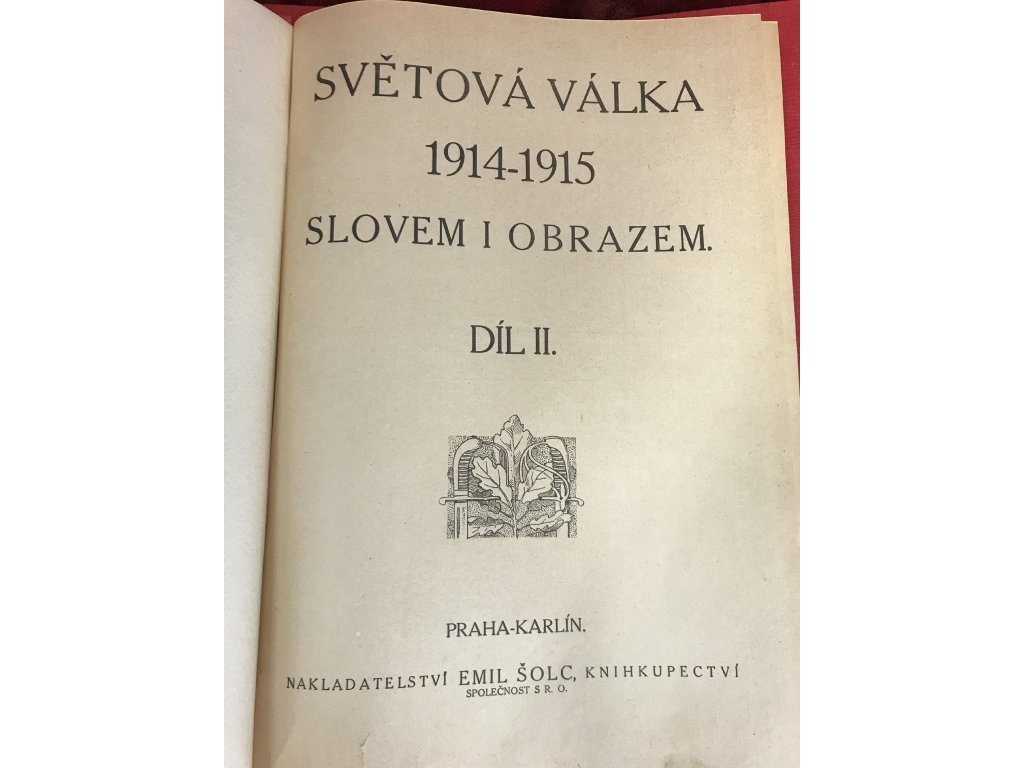 SVĚTOVÁ VÁLKA
1914-1915
SLOVEM I OBRAZEM.
DÍL II.
PRAHA-KARLÍN.
NAKLADATELSTVÍ EMIL ŠOLC, KNIHKUPECTVÍ
SPOLEČNOST S R. O.